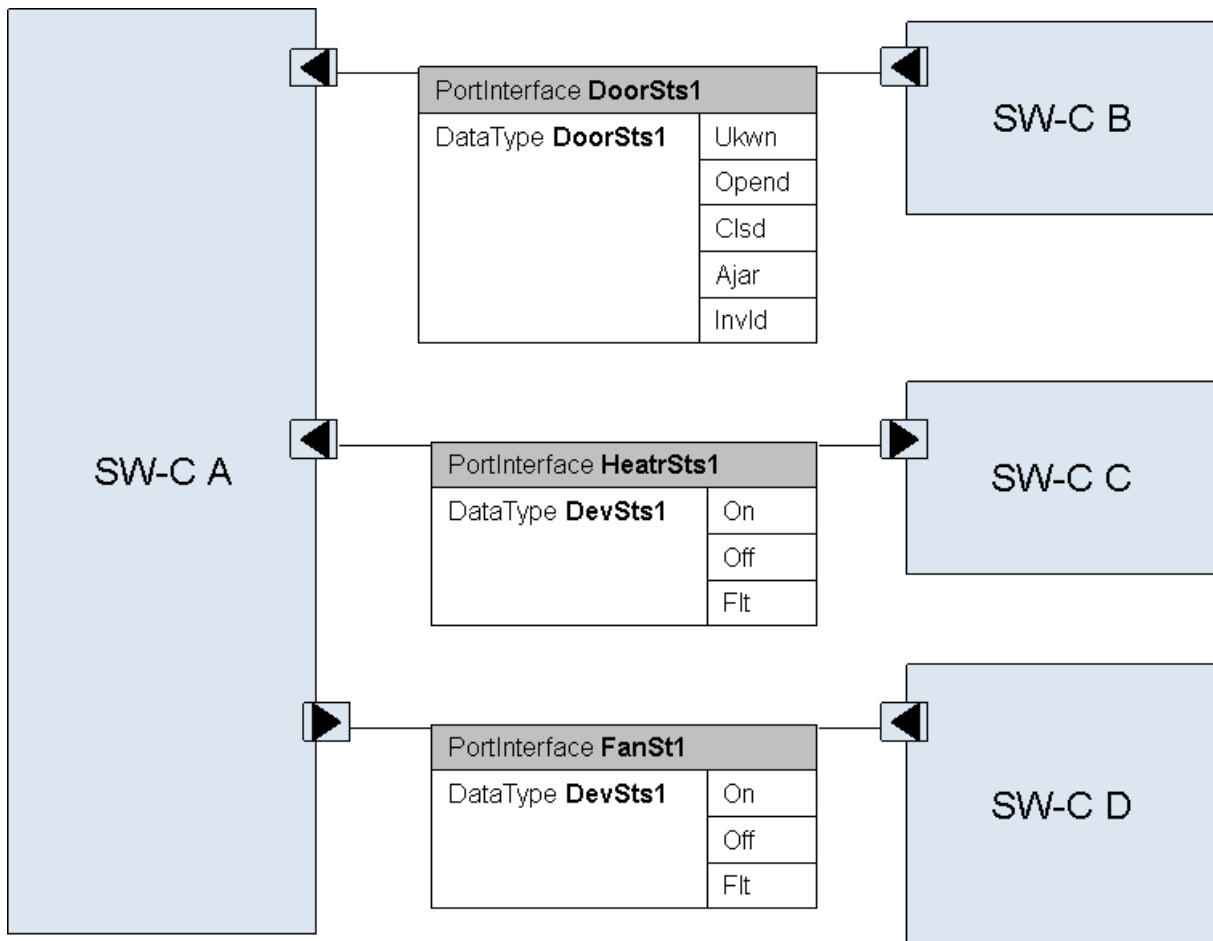 PortInterface DoorSts1
DataType DoorSts1
Ukwn
Opend
Clsd
Ajar
Invld
SW-C B
SW-C A
PortInterface HeatrSts1
DataType DevSts1
On
Off
Flt
SW-C C
PortInterface FanSt1
DataType DevSts1
On
Off
Flt
SW-C D